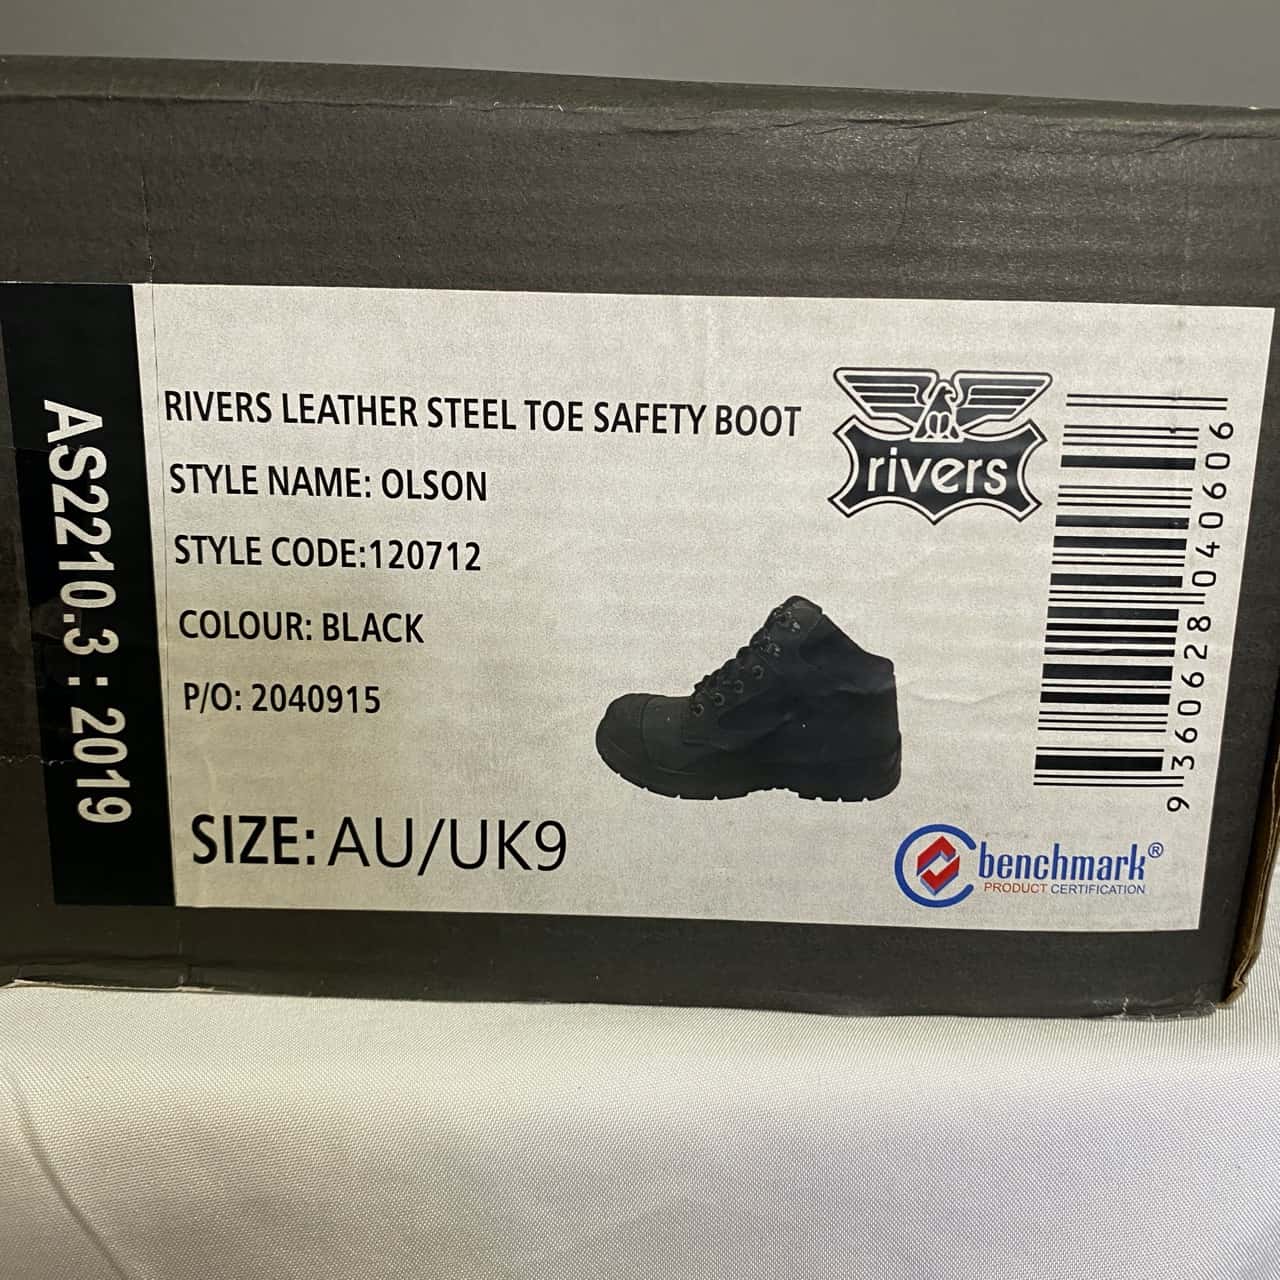 AS2210.3 : 2019
RIVERS LEATHER STEEL TOE SAFETY BOOT
STYLE NAME: OLSON
STYLE CODE:120712
COLOUR: BLACK
P/O: 2040915
SIZE: AU/UK9
rivers
9 360628 040606
benchmark®
PRODUCT CERTIFICATION